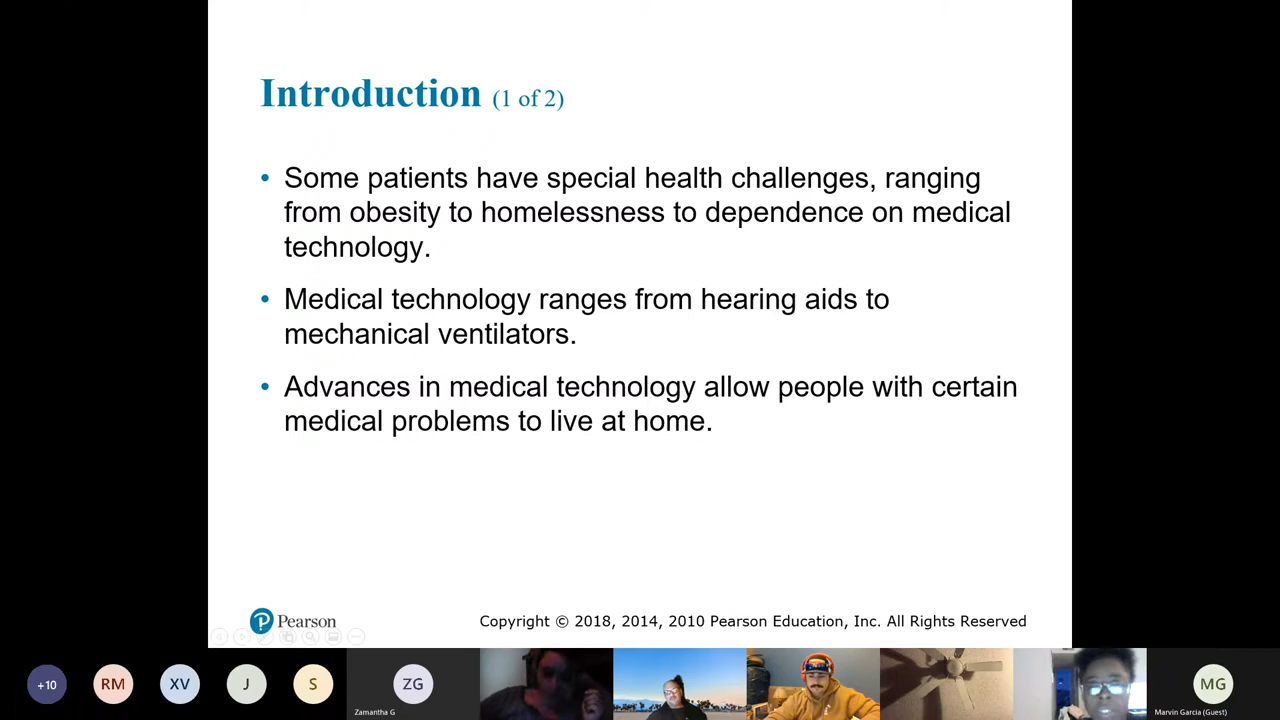 Introduction (1 of 2)
• Some patients have special health challenges, ranging
from obesity to homelessness to dependence on medical
technology.
• Medical technology ranges from hearing aids to
mechanical ventilators.
• Advances in medical technology allow people with certain
medical problems to live at home.
Pearson
Copyright © 2018, 2014, 2010 Pearson Education, Inc. All Rights Reserved
+10
RM
XV
J
S
ZG
MG
Zamantha G
Marvin Garcia (Guest)